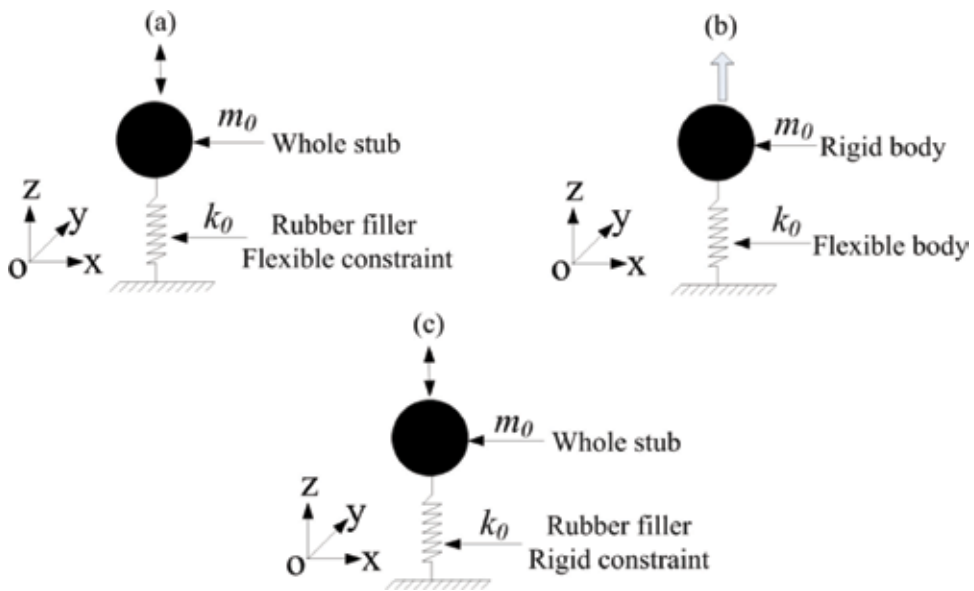 (a)
m0
Whole stub
z
y
k0
Rubber filler
o
x
Flexible constraint
(b)
m0
Rigid body
z
y
k0
Flexible body
o
x
(c)
m0
Whole stub
z
y
k0
Rubber filler
o
x
Rigid constraint